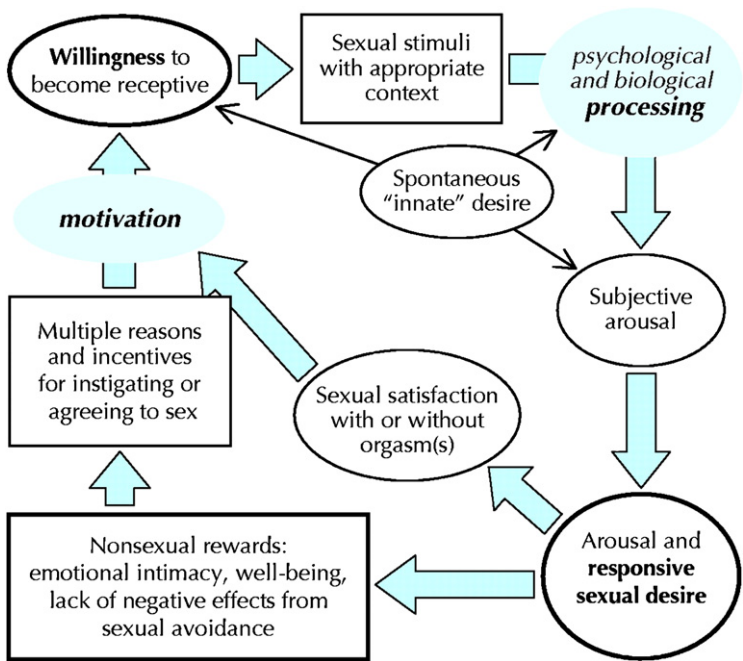 Willingness to
become receptive
Sexual stimuli
with appropriate
context
psychological
and biological
processing
Spontaneous
“innate” desire
motivation
Subjective
arousal
Multiple reasons
and incentives
for instigating or
agreeing to sex
Sexual satisfaction
with or without
orgasm(s)
Nonsexual rewards:
emotional intimacy, well-being,
lack of negative effects from
sexual avoidance
Arousal and
responsive
sexual desire